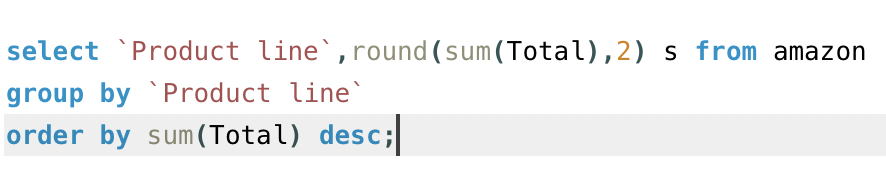 select `Product line`,round(sum(Total),2) s from amazon
group by `Product line`
order by sum(Total) desc;